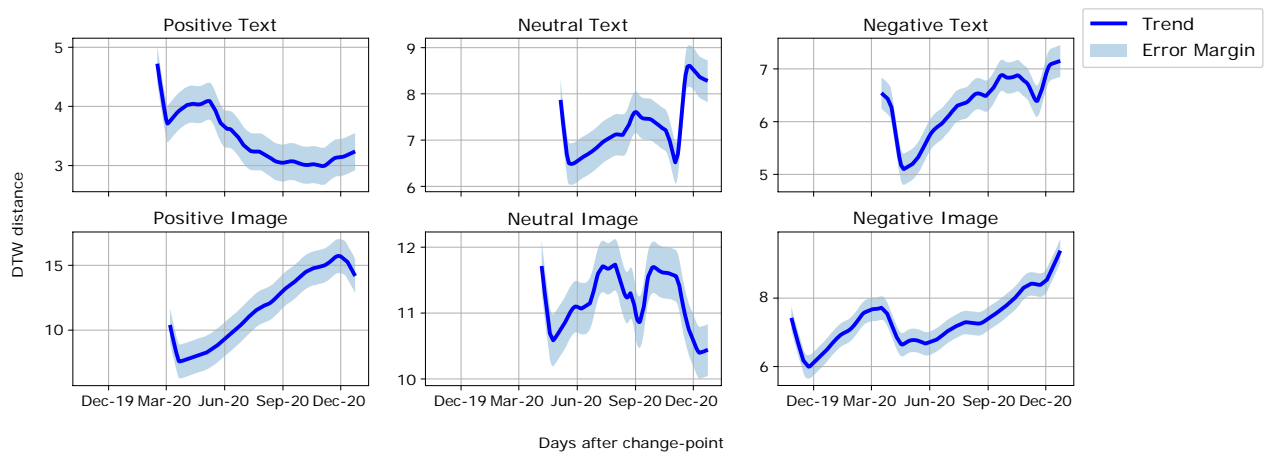 Positive Text
Neutral Text
Negative Text
Trend
Error Margin
5
4
3
9
8
7
6
7
6
5
DTW distance
Positive Image
Neutral Image
Negative Image
15
10
12
11
10
8
6
Dec-19 Mar-20 Jun-20 Sep-20 Dec-20
Dec-19 Mar-20 Jun-20 Sep-20 Dec-20
Dec-19 Mar-20 Jun-20 Sep-20 Dec-20
Days after change-point